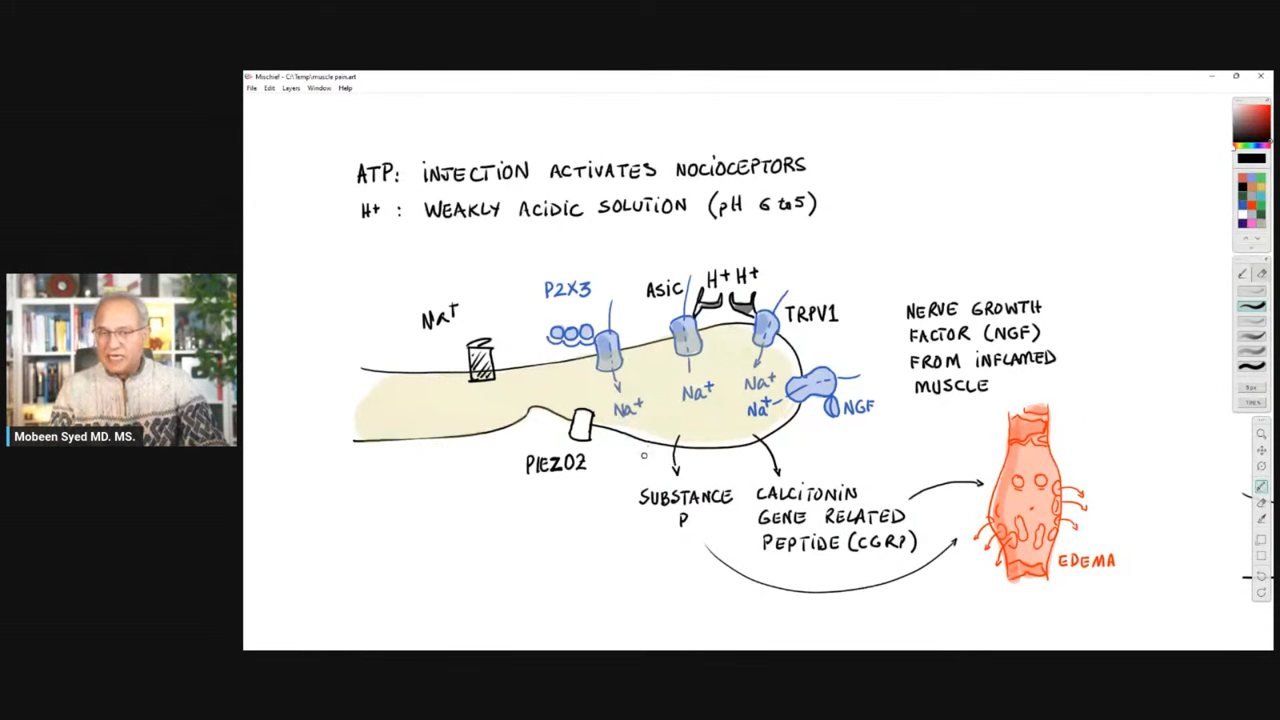 Mischief - C:\Temp\muscle pain.art
File Edit Layers Window Help
ATP: INJECTION ACTIVATES NOCIOCEPTORS
H+ : WEAKLY ACIDIC SOLUTION (pH 6 to 5)
Na+
P2X3
Asic
H+ H+
TRPV1
Na+
Na+
Na+
Na+
NGF
PIEZO2
NERVE GROWTH
FACTOR (NGF)
FROM INFLAMED
MUSCLE
SUBSTANCE
P
CALCITONIN
GENE RELATED
PEPTIDE (CGRP)
EDEMA
Mobeen Syed MD. MS.